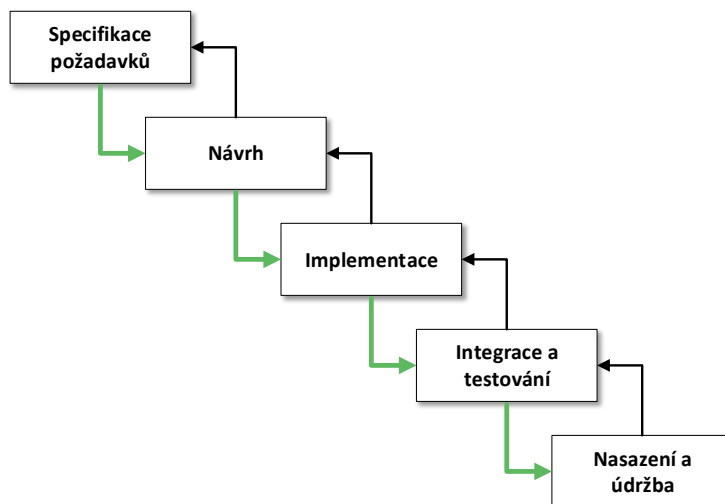 Specifikace
požadavků
Návrh
Implementace
Integrace a
testování
Nasazení a
údržba